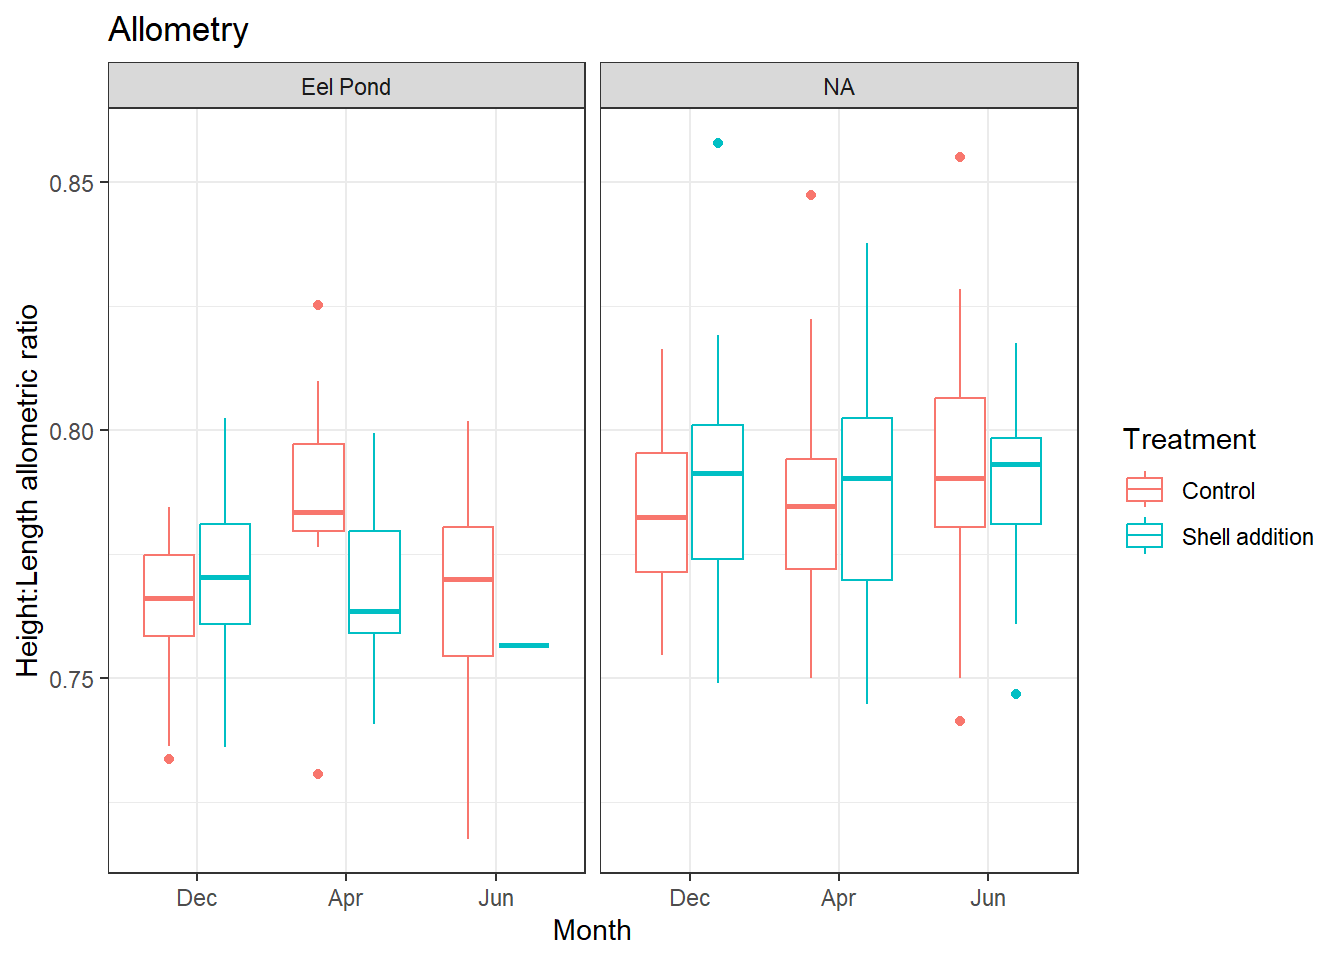 Allometry
Eel Pond
NA
0.85
0.80
0.75
Height:Length allometric ratio
Dec
Apr
Jun
Dec
Apr
Jun
Month
Treatment
Control
Shell addition